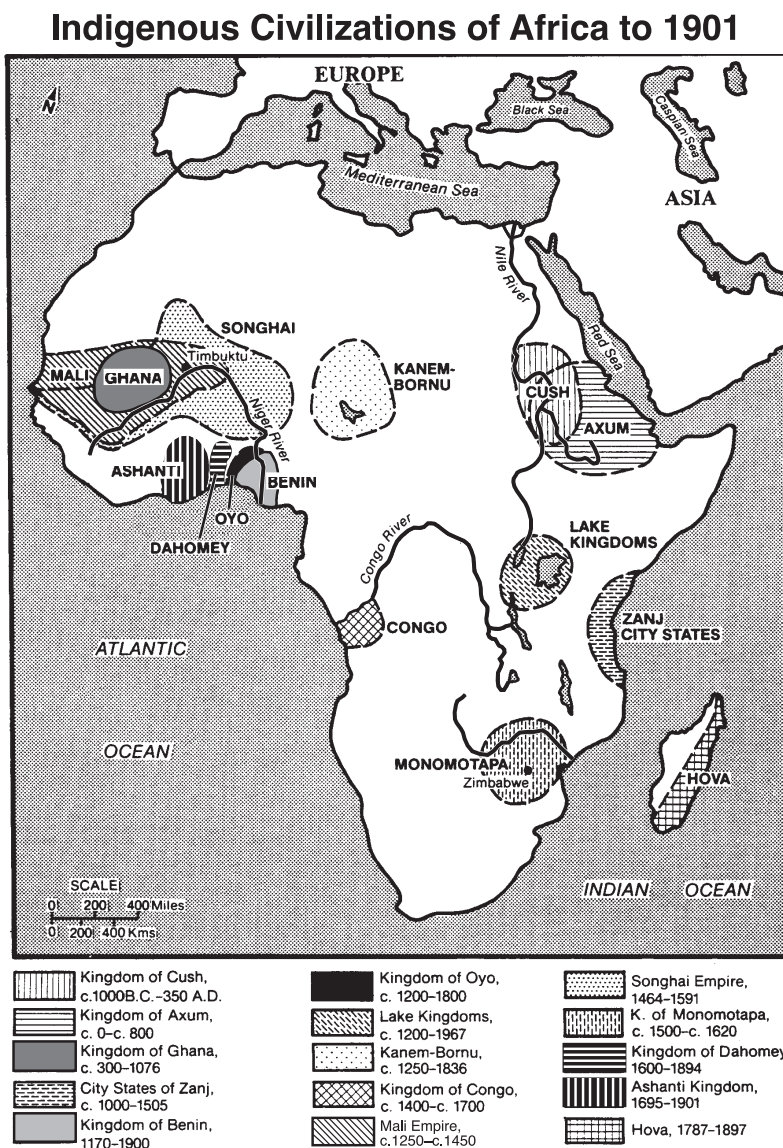 Indigenous Civilizations of Africa to 1901
N
EUROPE
Black Sea
Caspian Sea
Mediterranean Sea
ASIA
Nile River
Red Sea
SONGHAI
Timbuktu
MALI
GHANA
KANEM-
BORNU
CUSH
AXUM
Niger River
ASHANTI
BENIN
OYO
DAHOMEY
Congo River
LAKE
KINGDOMS
CONGO
ZANJ
CITY STATES
ATLANTIC
OCEAN
MONOMOTAPA
Zimbabwe
HOVA
INDIAN OCEAN
SCALE
0 200 400 Miles
0 200 400 Kms
Kingdom of Cush,
c.1000B.C.–350 A.D.
Kingdom of Axum,
c. 0–c. 800
Kingdom of Ghana,
c. 300–1076
City States of Zanj,
c. 1000–1505
Kingdom of Benin,
1170–1900
Kingdom of Oyo,
c. 1200–1800
Lake Kingdoms,
c. 1200–1967
Kanem-Bornu,
c. 1250–1836
Kingdom of Congo,
c. 1400–c. 1700
Mali Empire,
c.1250–c.1450
Songhai Empire,
1464–1591
K. of Monomotapa,
c. 1500–c. 1620
Kingdom of Dahomey
1600–1894
Ashanti Kingdom,
1695–1901
Hova, 1787–1897